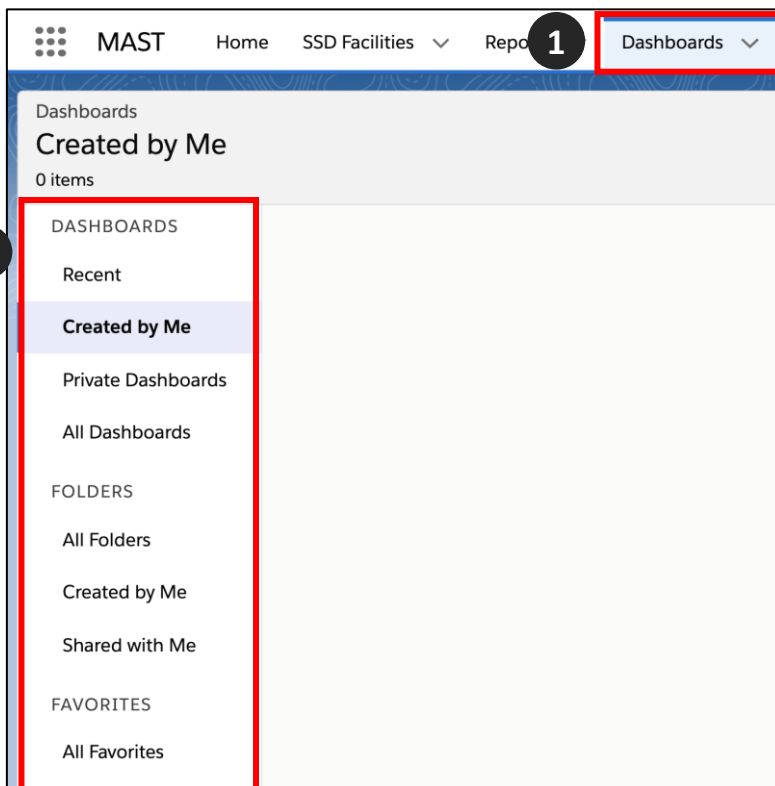 MAST Home SSD Facilities Repo 1 Dashboards
Dashboards
Created by Me
0 items
DASHBOARDS
Recent
Created by Me
Private Dashboards
All Dashboards
FOLDERS
All Folders
Created by Me
Shared with Me
FAVORITES
All Favorites